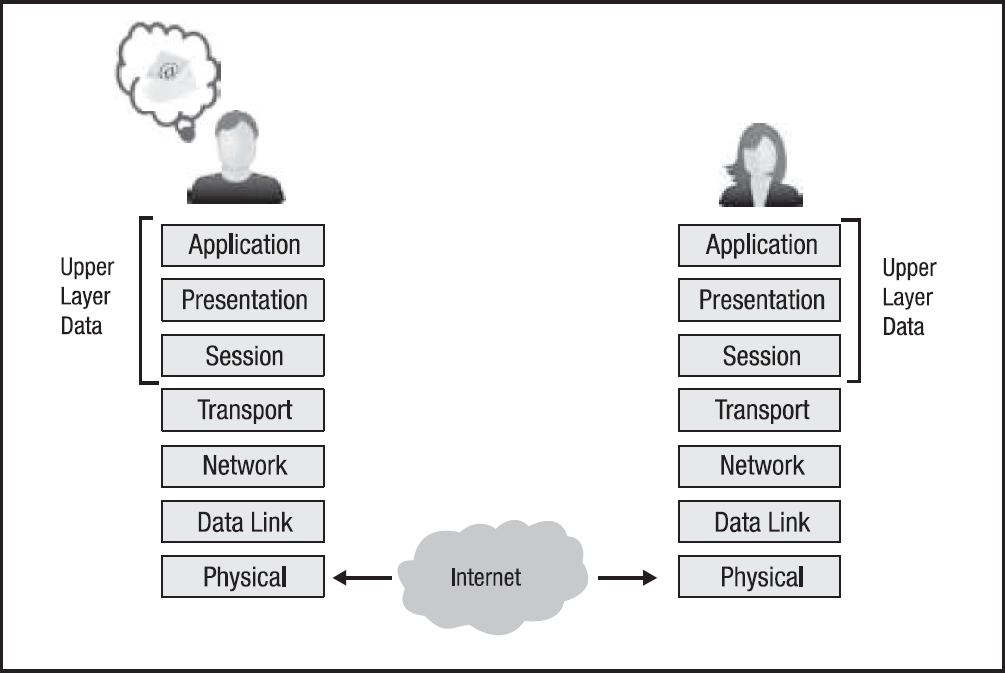 @
Application
Presentation
Session
Transport
Network
Data Link
Physical
Upper
Layer
Data
Internet
Application
Presentation
Session
Transport
Network
Data Link
Physical
Upper
Layer
Data